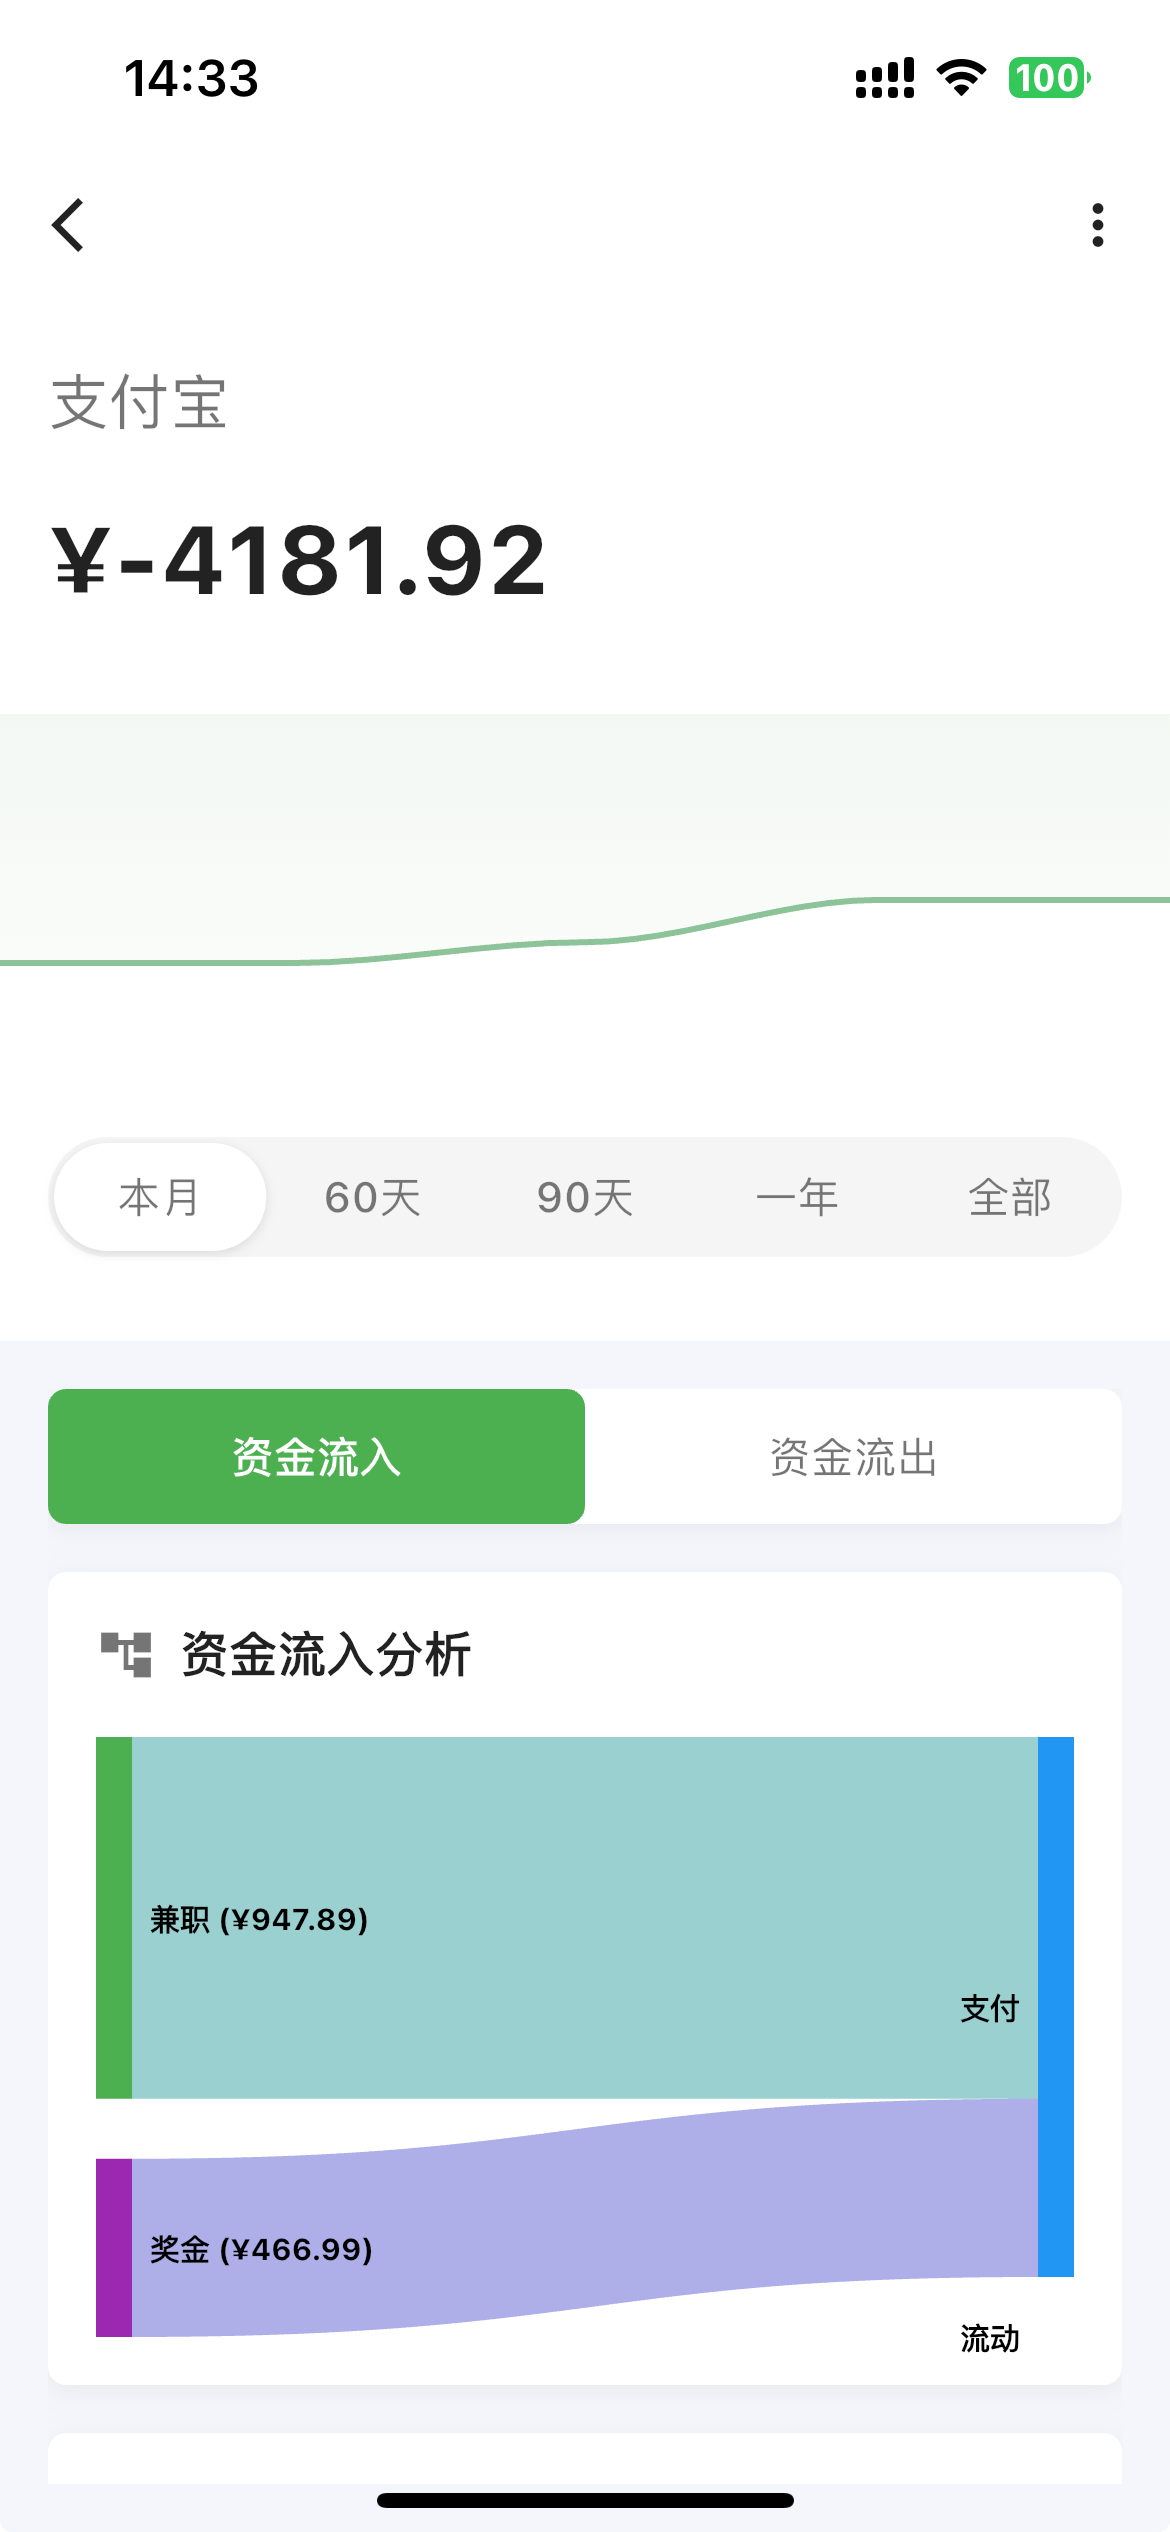 14:33
100
支付宝
¥-4181.92
本月 60天 90天 一年 全部
资金流入 资金流出
资金流入分析
兼职 (¥947.89)
支付
奖金 (¥466.99)
流动